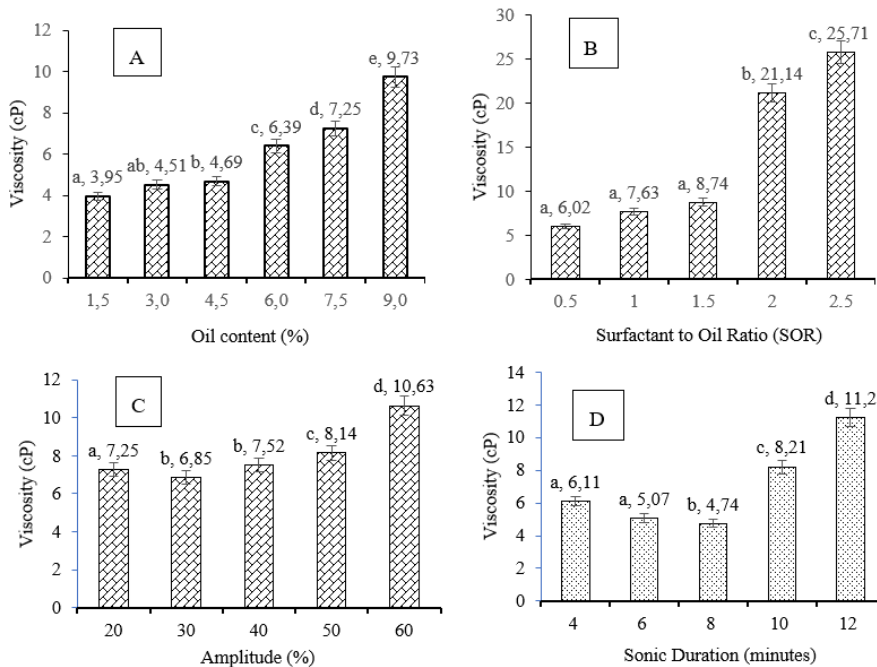 A
Viscosity (cP)
12
10
8
6
4
2
0
a, 3,95
ab, 4,51
b, 4,69
c, 6,39
d, 7,25
e, 9,73
1,5
3,0
4,5
6,0
7,5
9,0
Oil content (%)
B
Viscosity (cP)
30
25
20
15
10
5
0
a, 6,02
a, 7,63
a, 8,74
b, 21,14
c, 25,71
0.5
1
1.5
2
2.5
Surfactant to Oil Ratio (SOR)
C
Viscosity (cP)
12
10
8
6
4
2
0
a, 7,25
b, 6,85
b, 7,52
c, 8,14
d, 10,63
20
30
40
50
60
Amplitude (%)
D
Viscosity (cP)
14
12
10
8
6
4
2
0
a, 6,11
a, 5,07
b, 4,74
c, 8,21
d, 11,2
4
6
8
10
12
Sonic Duration (minutes)